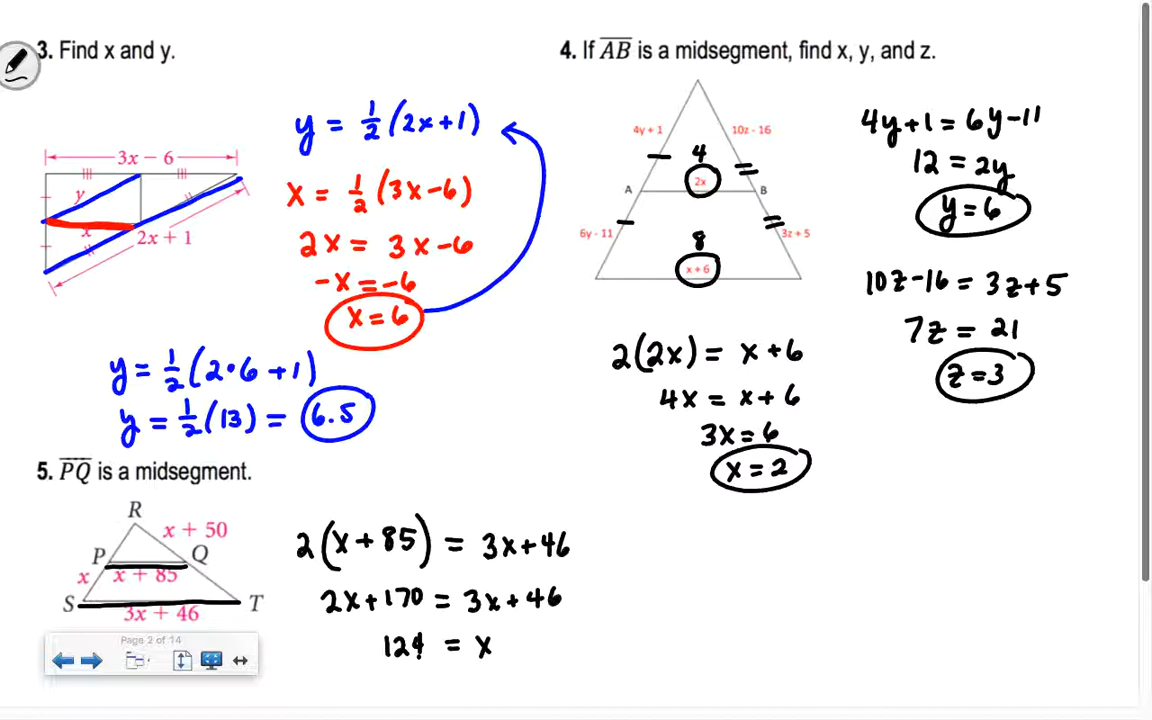 3. Find x and y.
3x − 6
y
x
2x + 1
y = 1/2 (2x+1)
x = 1/2 (3x-6)
2x = 3x-6
-x = -6
x = 6
y = 1/2 (2•6 +1)
y = 1/2 (13) = 6.5
4. If AB is a midsegment, find x, y, and z.
4y + 1
10z - 16
4
A
2x
B
6y - 11
3z + 5
8
x + 6
4y+1 = 6y-11
12 = 2y
y = 6
10z-16 = 3z+5
7z = 21
z = 3
2(2x) = x+6
4x = x+6
3x = 6
x = 2
5. PQ is a midsegment.
R
x + 50
P
Q
x
x + 85
S
T
3x + 46
2(x+85) = 3x+46
2x+170 = 3x+46
124 = x
Page 2 of 14